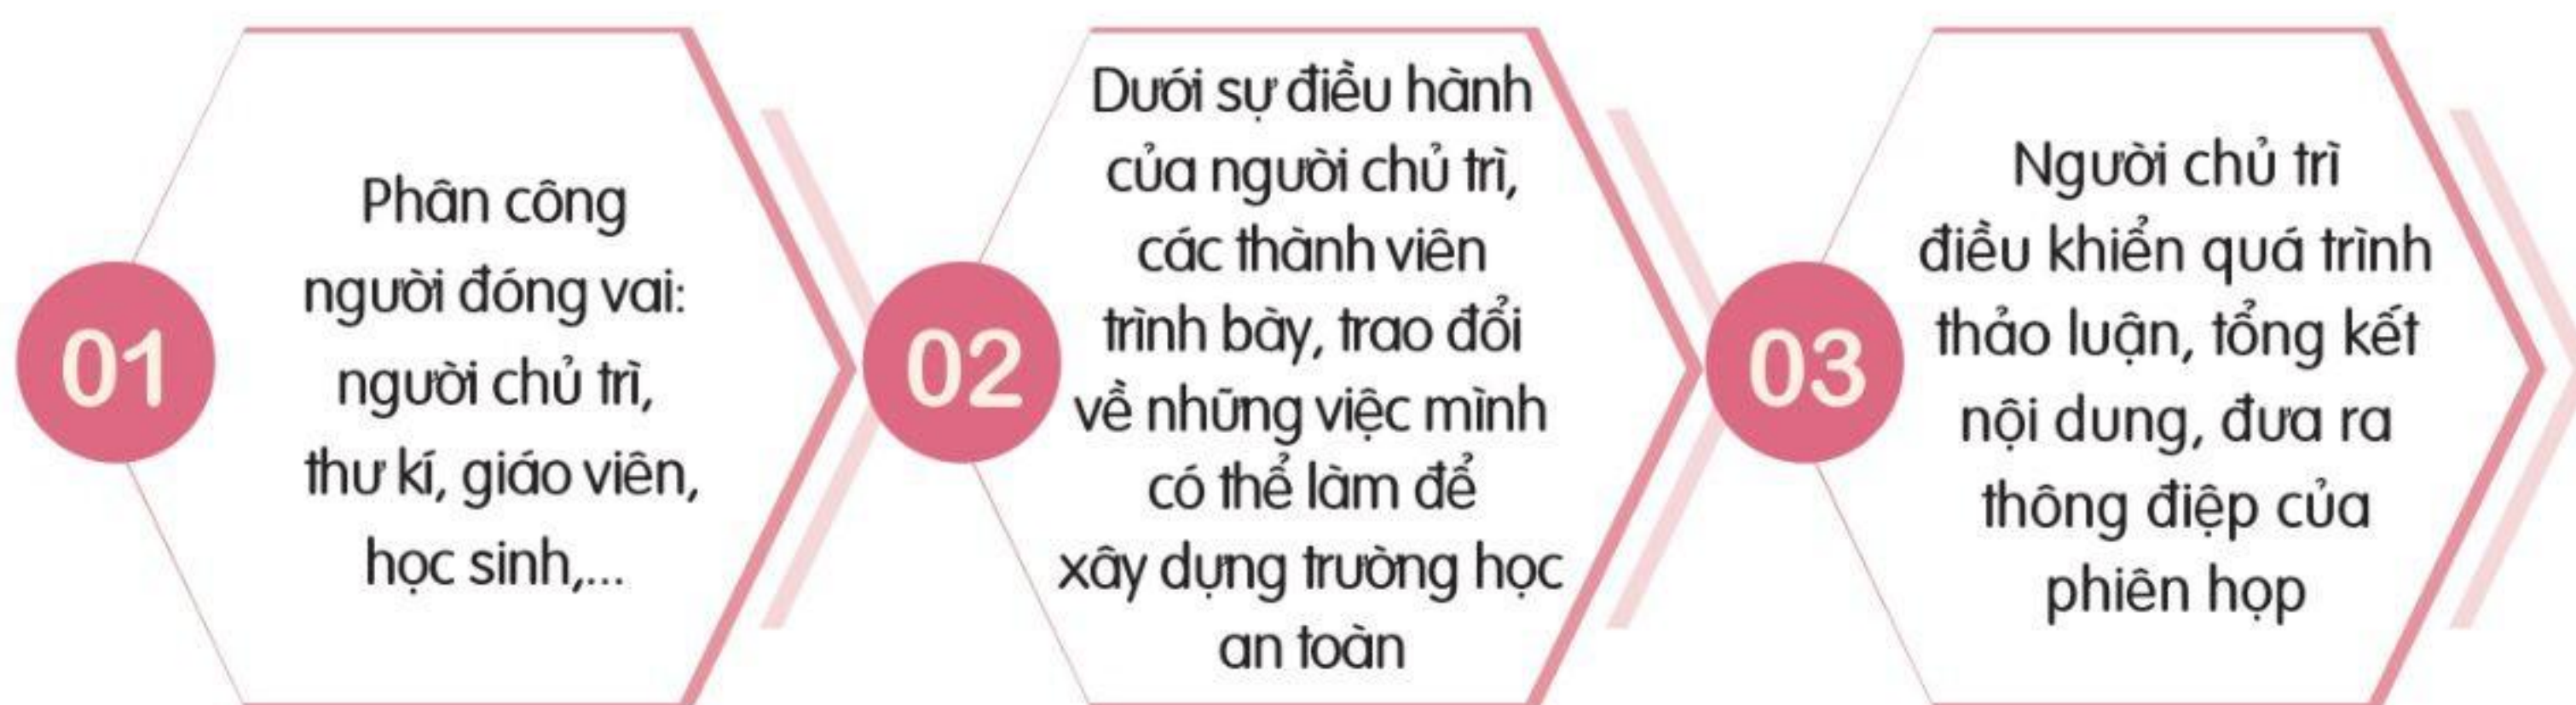 01
Phân công
người đóng vai:
người chủ trì,
thư kí, giáo viên,
học sinh,...
02
Dưới sự điều hành
của người chủ trì,
các thành viên
trình bày, trao đổi
về những việc mình
có thể làm để
xây dựng trường học
an toàn
03
Người chủ trì
điều khiển quá trình
thảo luận, tổng kết
nội dung, đưa ra
thông điệp của
phiên họp